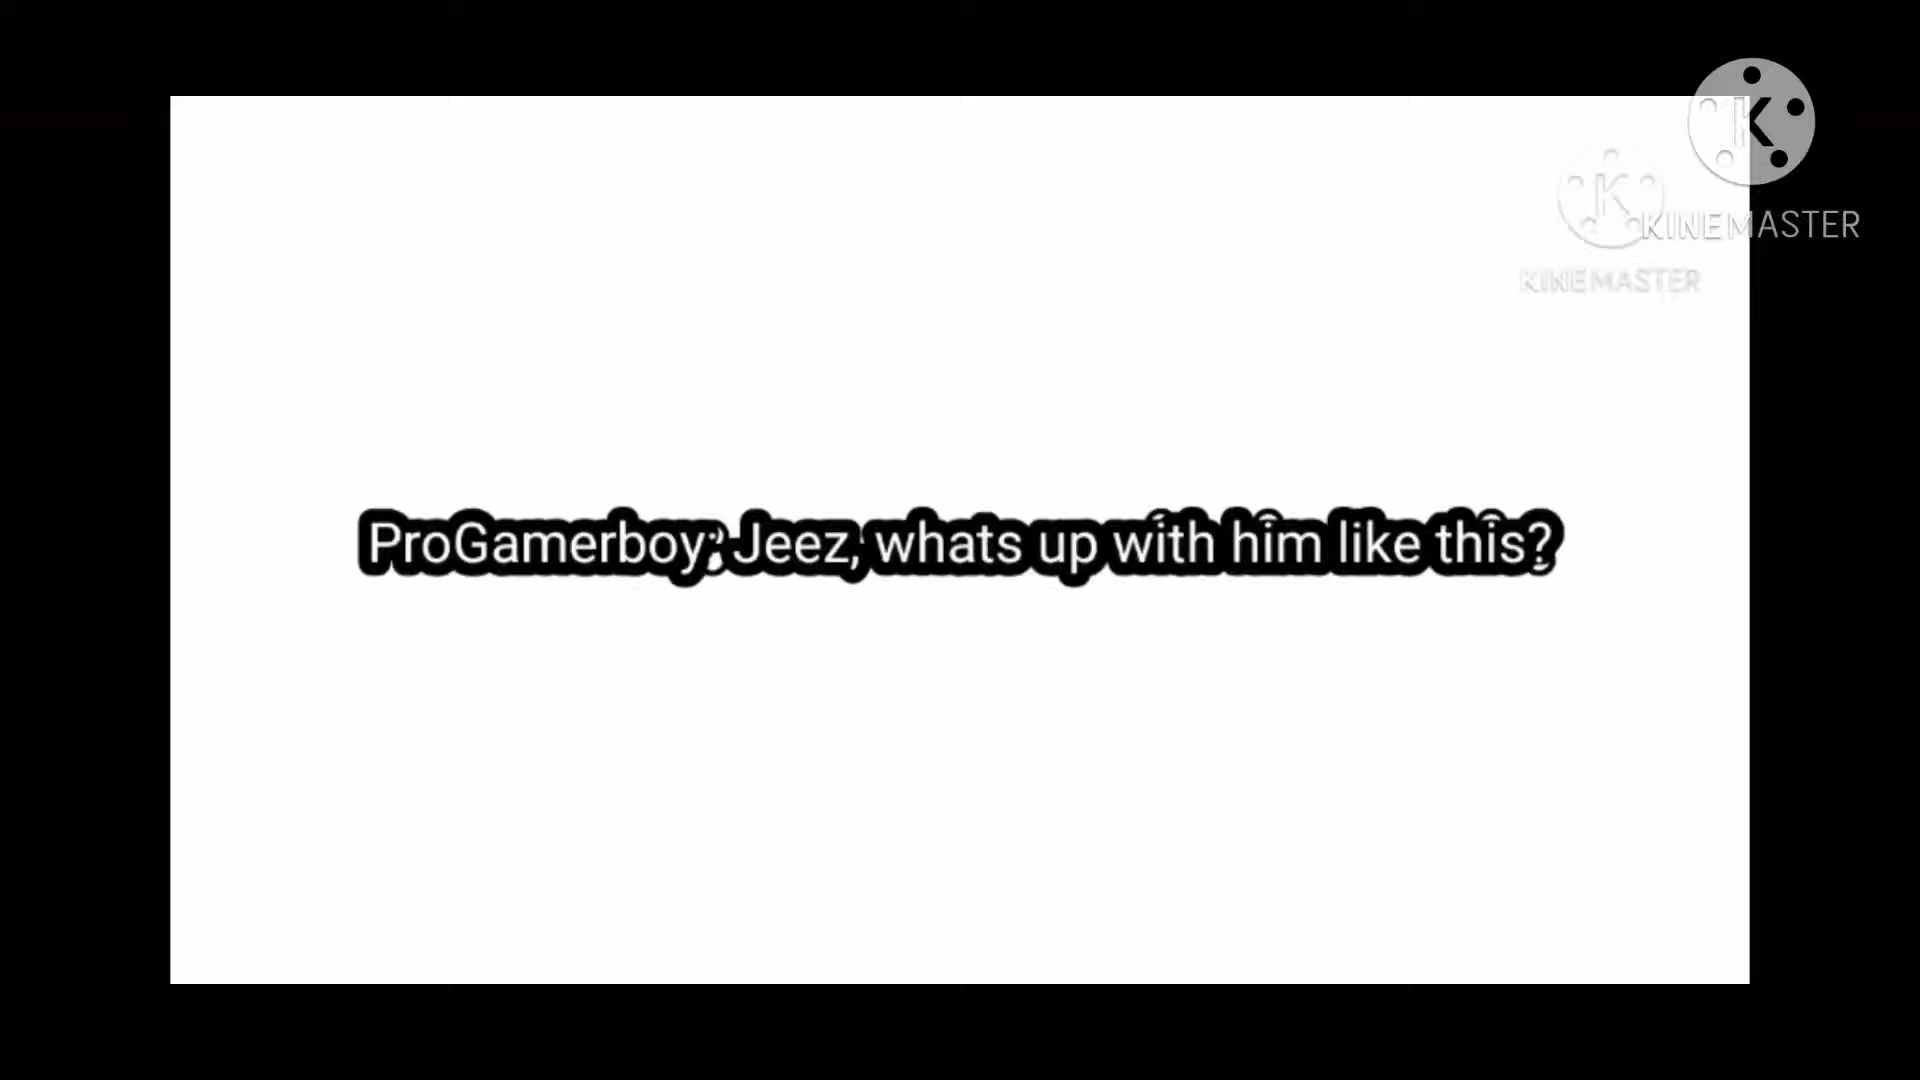 K
KINEMASTER
K
KINEMASTER
ProGamerboy: Jeez, whats up with him like this?